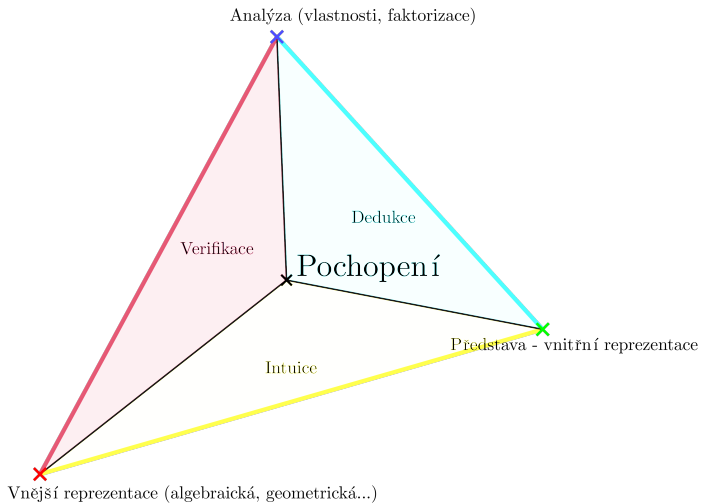 Analýza (vlastnosti, faktorizace)
Dedukce
Verifikace
Pochopení
Představa - vnitřní reprezentace
Intuice
Vnější reprezentace (algebraická, geometrická...)